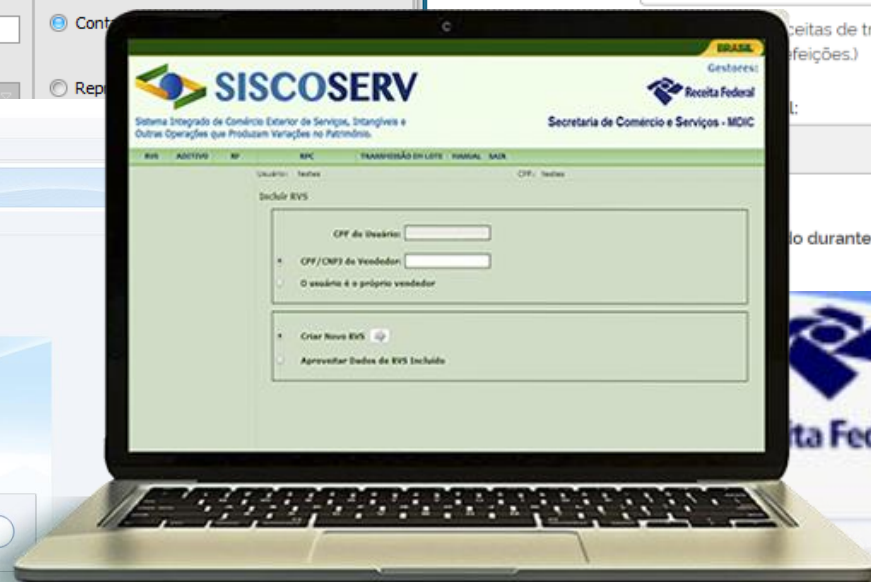 Conta
Rep
BRASIL
SISCOSERV
Gestores:
Receita Federal
Sistema Integrado de Comércio Exterior de Serviços, Intangíveis e
Outras Operações que Produzam Variações no Patrimônio.
Secretaria de Comércio e Serviços - MDIC
RVS ADITIVO RF RPC TRANSMISSÃO EM LOTE MANUAL SAIR
Usuário: testes CPF: testes
Incluir RVS
CPF do Usuário:
CPF/CNPJ do Vendedor:
O usuário é o próprio vendedor
Criar Novo RVS
Aproveitar Dados de RVS Incluído
ceitas de t
efeições.)
l:
do durante
ita Fed